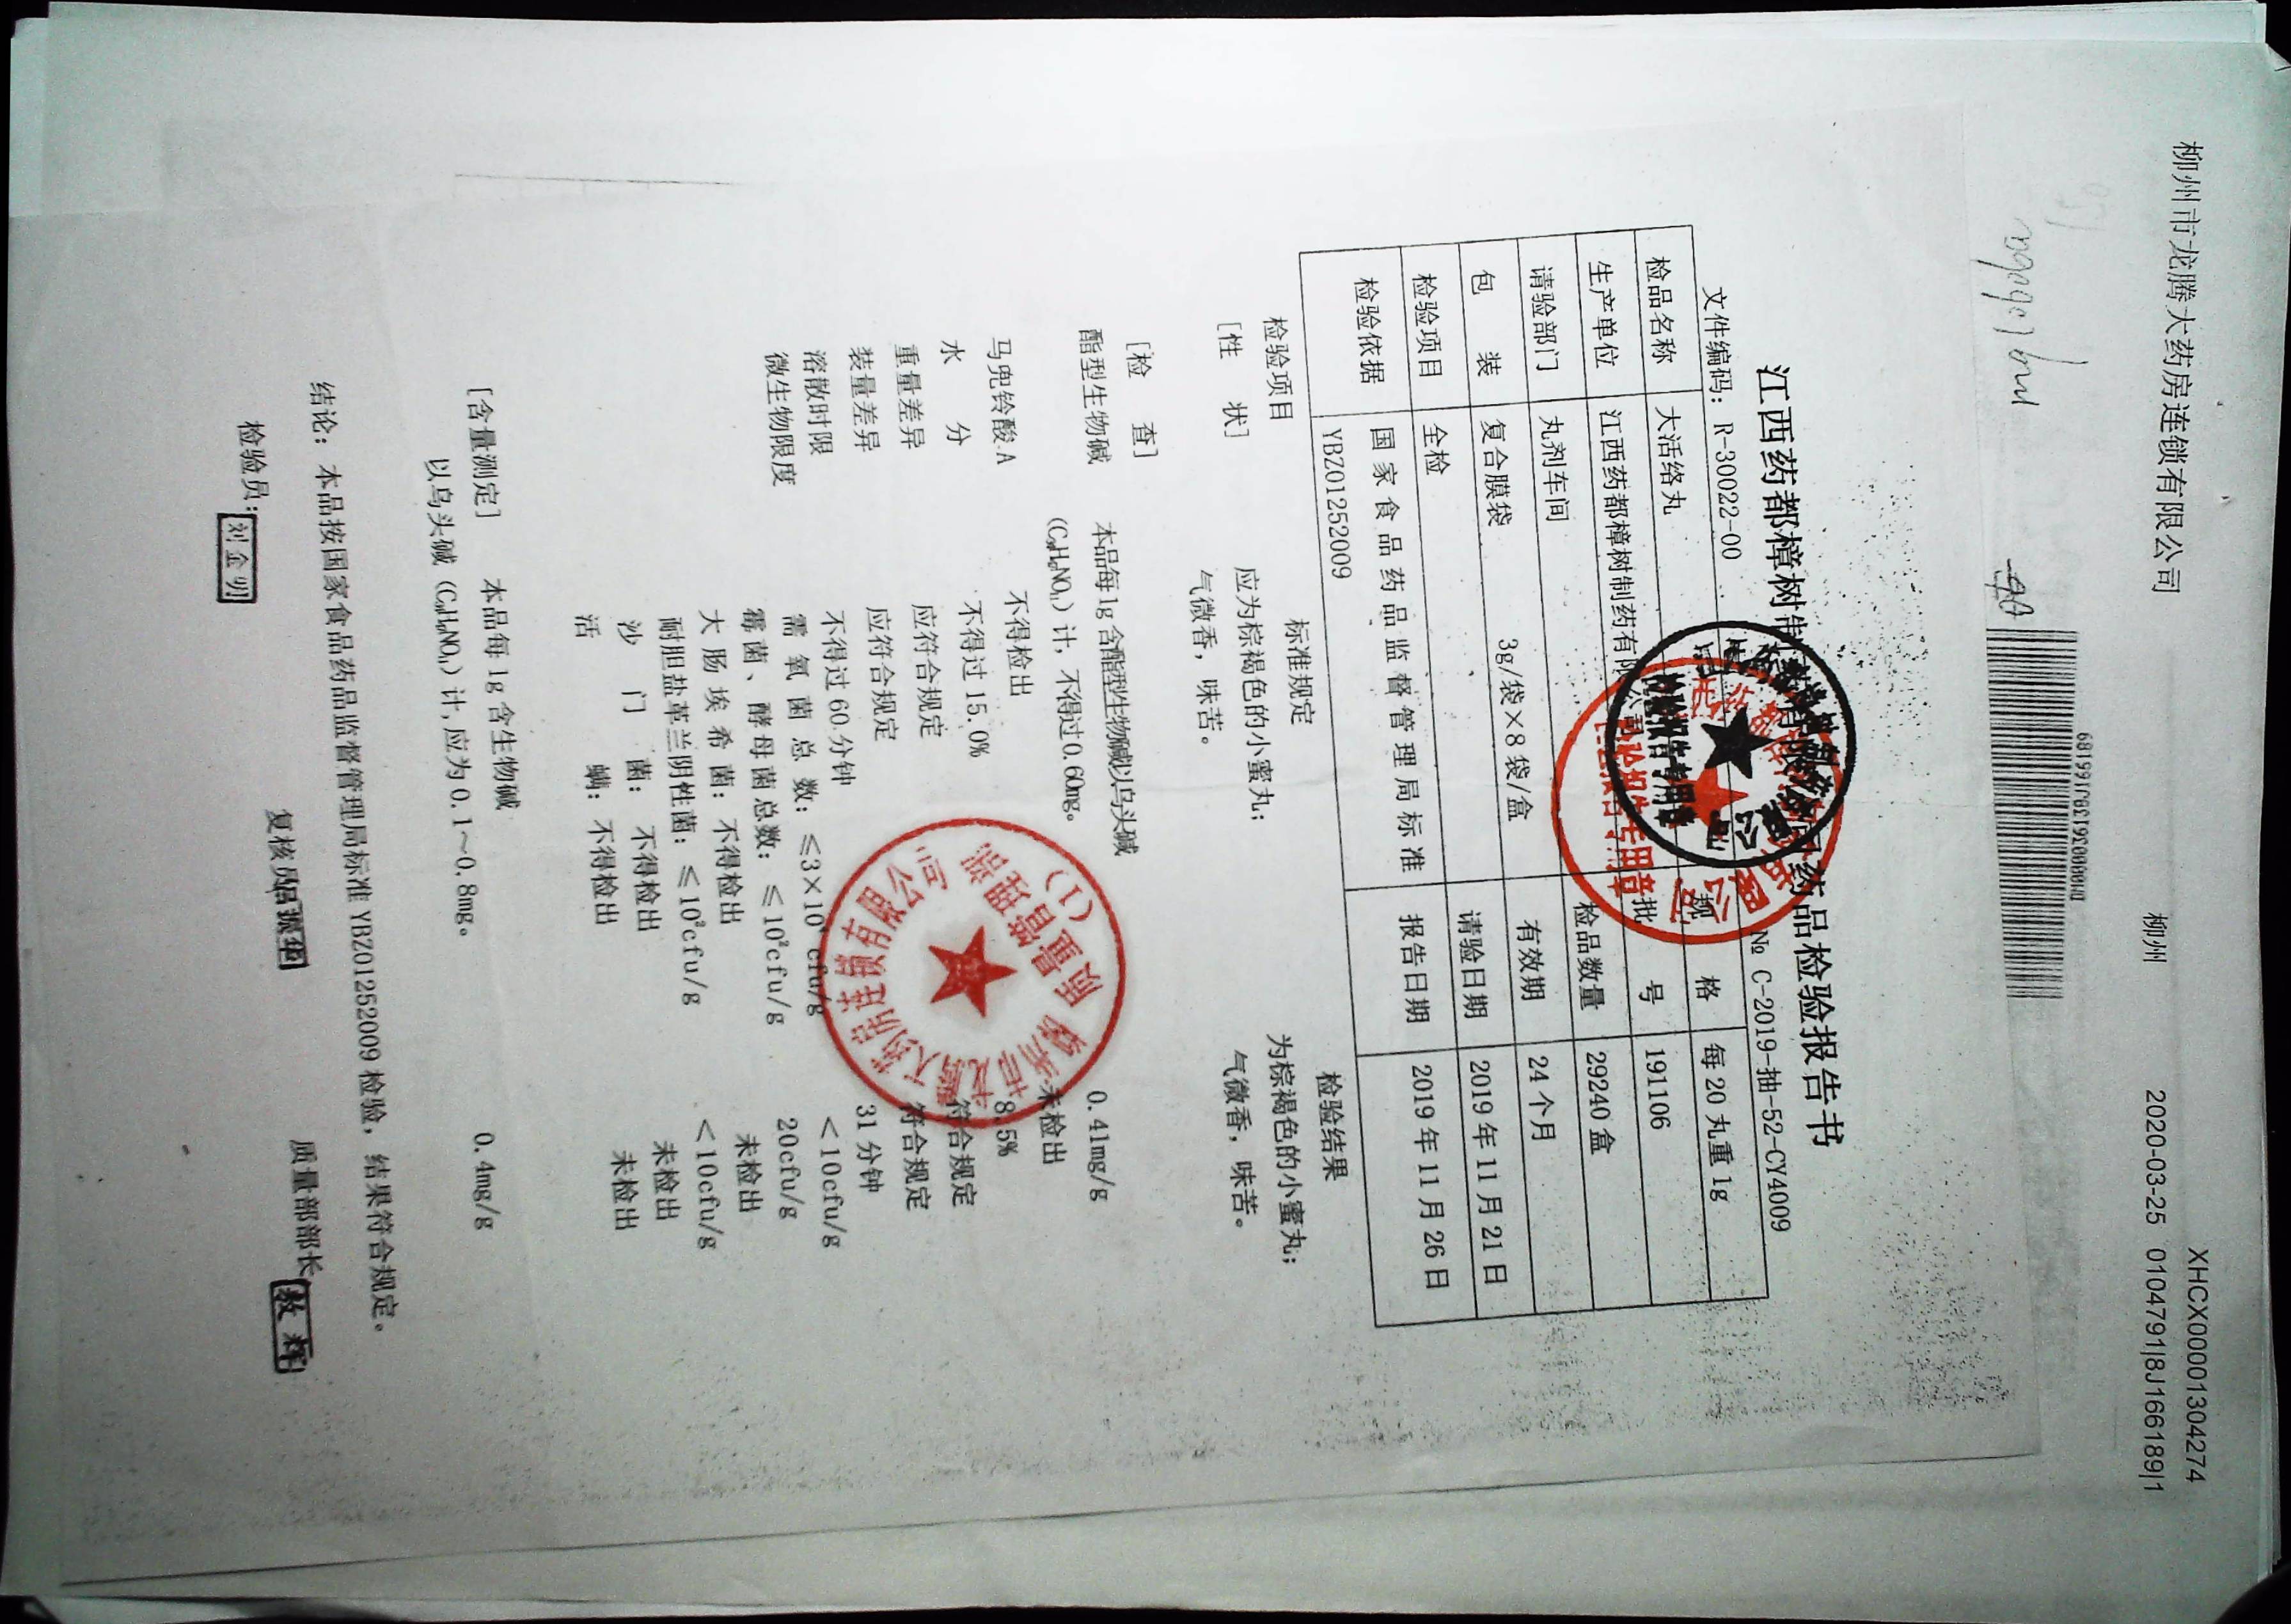 XHCX00001304274
柳州市龙腾大药房连锁有限公司 柳州 2020-03-25 0104791|8J166189|1
江西药都樟树制药有限公司药品检验报告书
文件编码：R-30022-00 № C-2019-抽-52-CY4009
检品名称 大活络丸 规格 每20丸重1g
生产单位 江西药都樟树制药有限公司 批号 191106
请验部门 丸剂车间 检品数量 29240盒
包装 复合膜袋 3g/袋×8袋/盒 有效期 24个月
检验项目 全检 请验日期 2019年11月21日
检验依据 国家食品药品监督管理局标准 报告日期 2019年11月26日
YBZ01252009
检验项目 标准规定 检验结果
[性 状] 应为棕褐色的小蜜丸； 为棕褐色的小蜜丸；
气微香，味苦。 气微香，味苦。
[检 查]
酯型生物碱 本品每1g含酯型生物碱以乌头碱 0.41mg/g
计，不得过0.60mg。
马兜铃酸A 不得检出 未检出
水 分 不得过15.0% 8.5%
重量差异 应符合规定 符合规定
装量差异 应符合规定 符合规定
溶散时限 不得过60分钟 31分钟
微生物限度 需氧菌总数：≤3×10 cfu/g ＜10cfu/g
霉菌、酵母菌总数：≤10²cfu/g 20cfu/g
大肠埃希菌：不得检出 未检出
耐胆盐革兰阴性菌：≤10²cfu/g ＜10cfu/g
沙门菌：不得检出 未检出
活螨：不得检出 未检出
[含量测定] 本品每1g含生物碱
以乌头碱 计，应为0.1～0.8mg。 0.4mg/g
结论：本品按国家食品药品监督管理局标准YBZ01252009检验，结果符合规定。
检验员：刘金明 复核员 质量部部长
大药房连锁有限公司
质量管理部
（1）